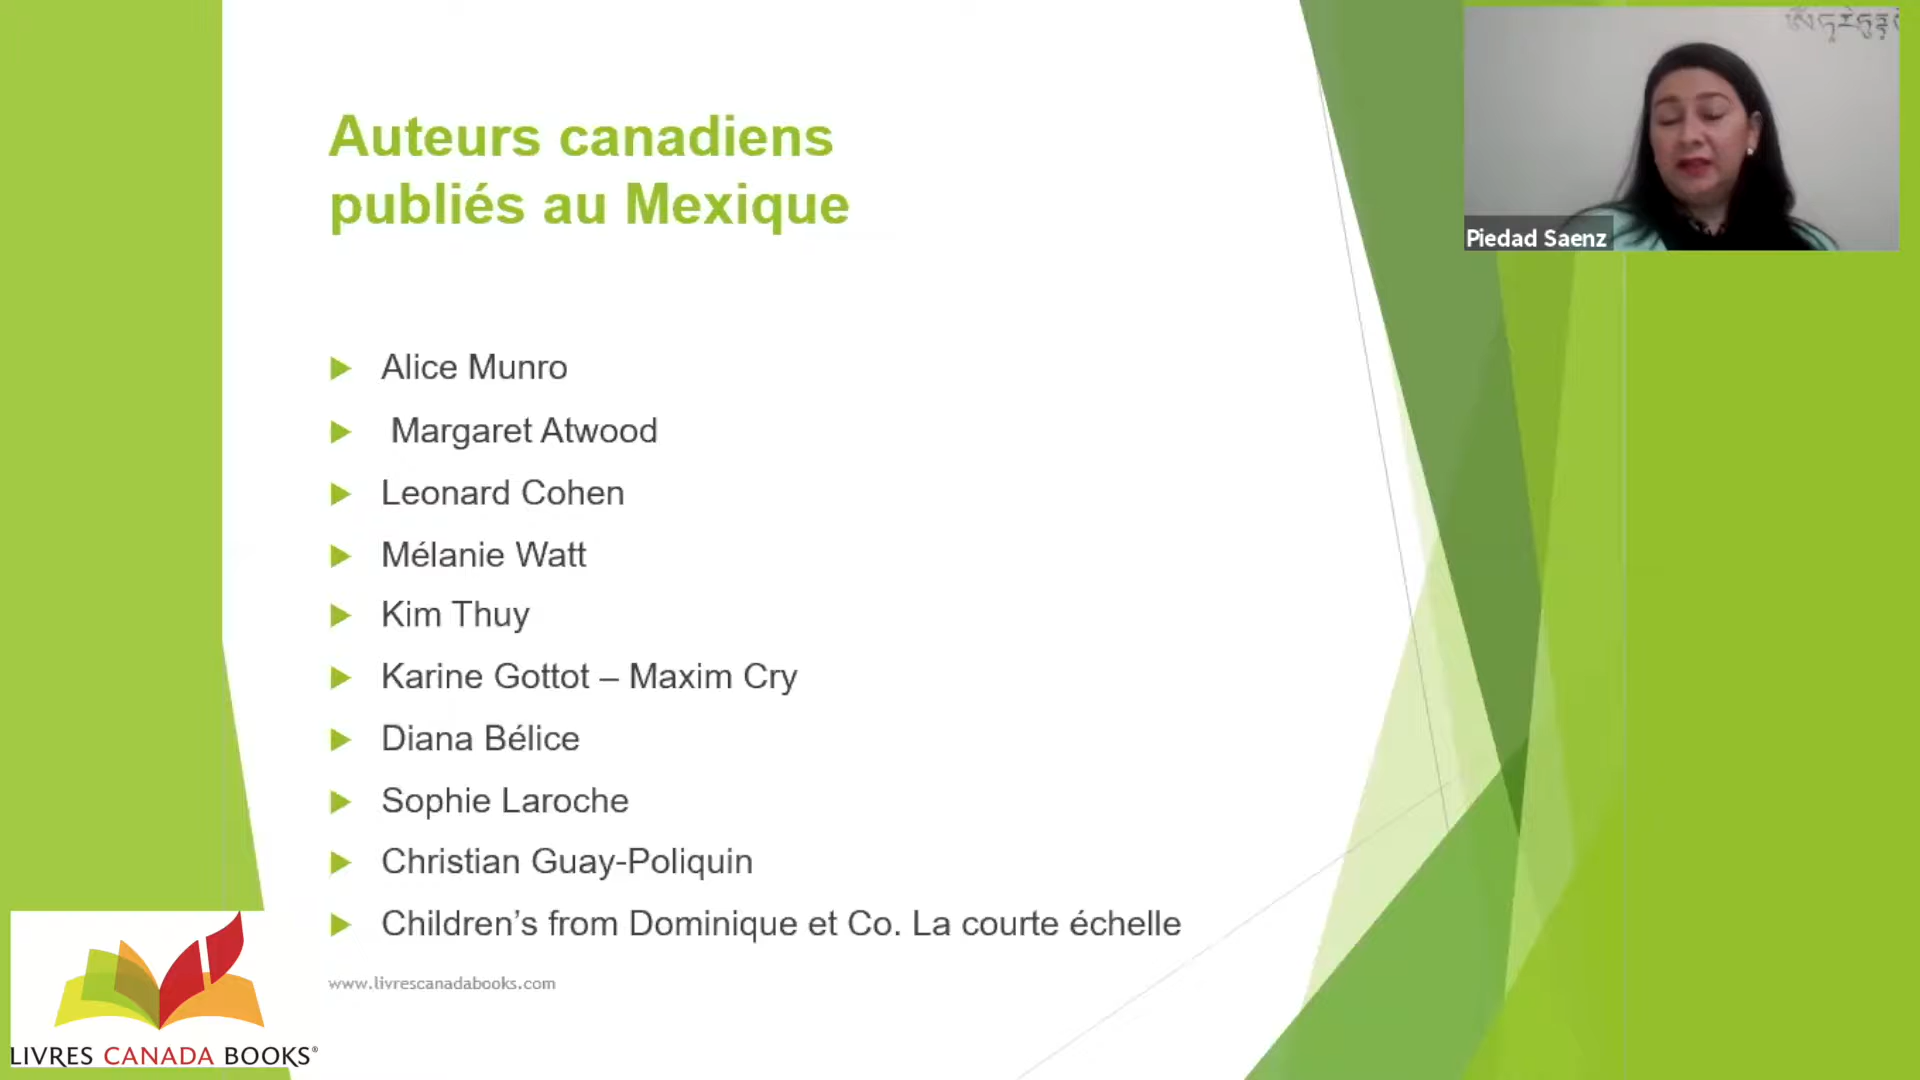 Auteurs canadiens
publiés au Mexique
Alice Munro
Margaret Atwood
Leonard Cohen
Mélanie Watt
Kim Thuy
Karine Gottot – Maxim Cry
Diana Bélice
Sophie Laroche
Christian Guay-Poliquin
Children’s from Dominique et Co. La courte échelle
www.livrescanadabooks.com
LIVRES CANADA BOOKS®
Piedad Saenz